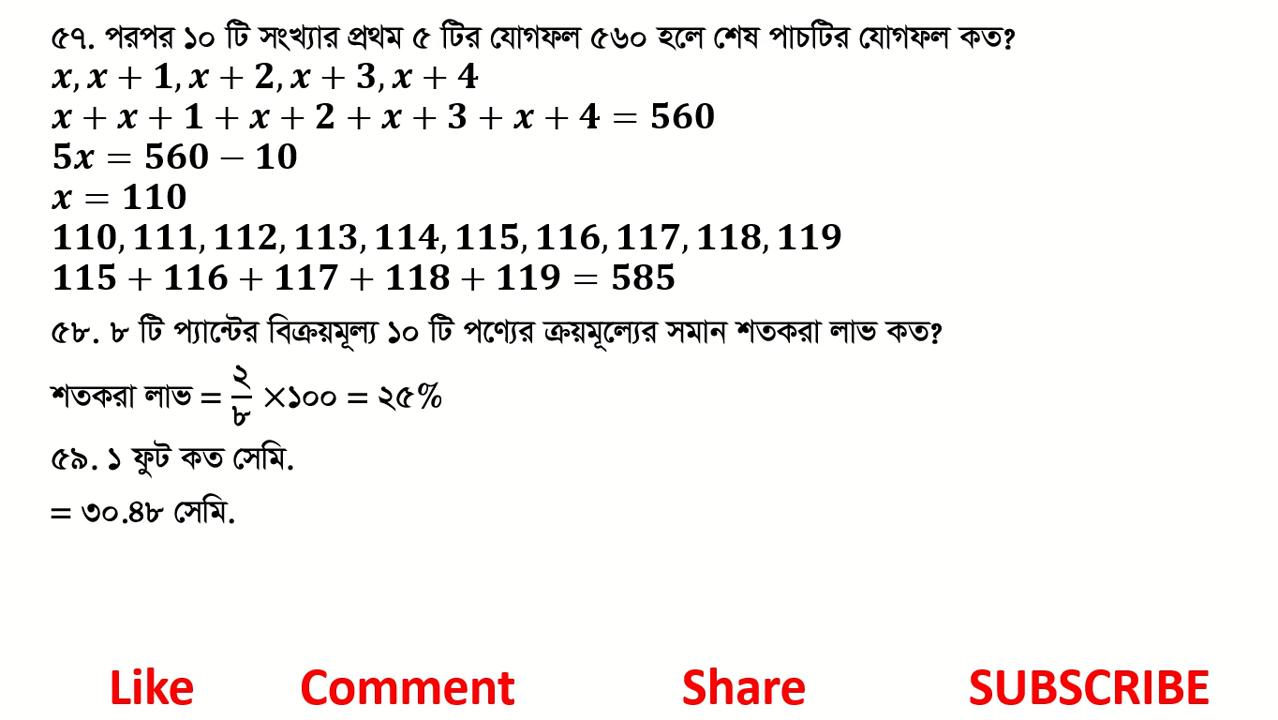 ৫৭. পরপর ১০ টি সংখ্যার প্রথম ৫ টির যোগফল ৫৬০ হলে শেষ পাচটির যোগফল কত?
x, x + 1, x + 2, x + 3, x + 4
x + x + 1 + x + 2 + x + 3 + x + 4 = 560
5x = 560 − 10
x = 110
110, 111, 112, 113, 114, 115, 116, 117, 118, 119
115 + 116 + 117 + 118 + 119 = 585
৫৮. ৮ টি প্যান্টের বিক্রয়মূল্য ১০ টি পণ্যের ক্রয়মূল্যের সমান শতকরা লাভ কত?
শতকরা লাভ = ২/৮ ×১০০ = ২৫%
৫৯. ১ ফুট কত সেমি.
= ৩০.৪৮ সেমি.
Like Comment Share SUBSCRIBE